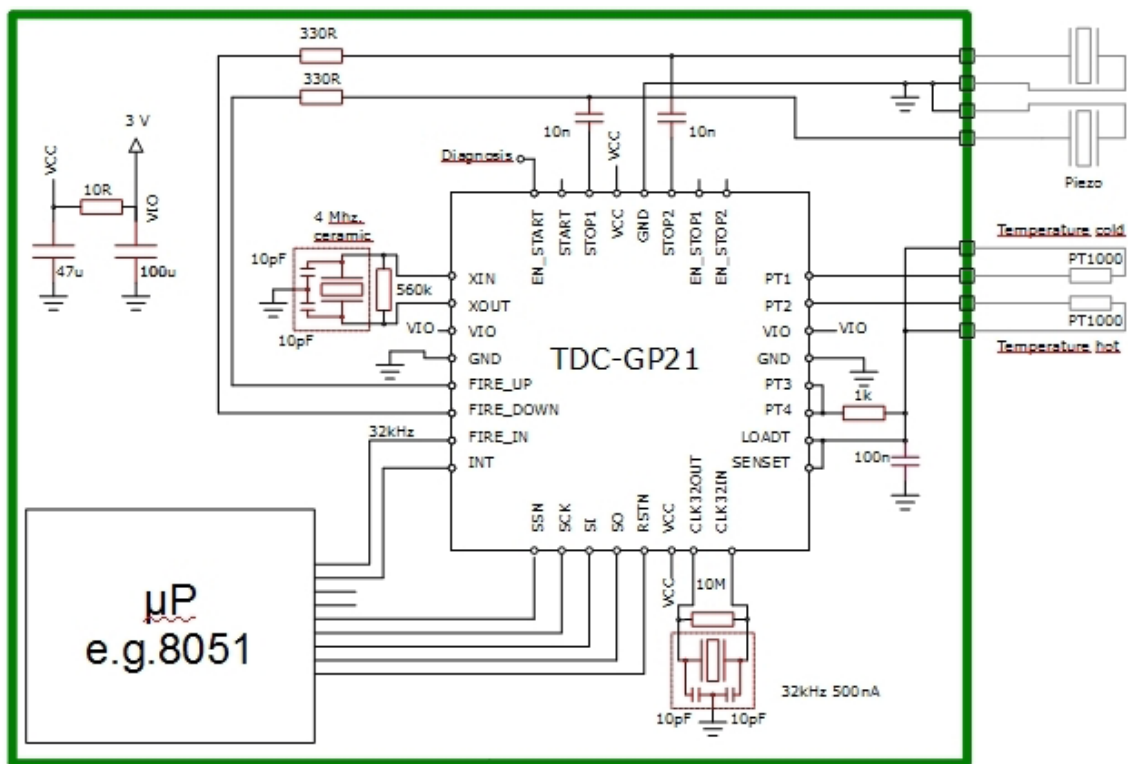 330R
330R
3 V
VCC
10R
VIO
47u
100u
10n
VCC
10n
Diagnosis
Piezo
4 Mhz,
ceramic
10pF
560k
10pF
EN_START
START
STOP1
VCC
GND
STOP2
EN_STOP1
EN_STOP2
Temperature cold
PT1000
PT1000
Temperature hot
XIN
XOUT
VIO
VIO
GND
FIRE_UP
FIRE_DOWN
32kHz
FIRE_IN
INT
TDC-GP21
PT1
PT2
VIO
VIO
GND
PT3
1k
PT4
LOADT
100n
SENSET
SSN
SCK
SI
SO
RSTN
VCC
CLK32OUT
CLK32IN
VCC
10M
µP
e.g.8051
32kHz 500nA
10pF
10pF